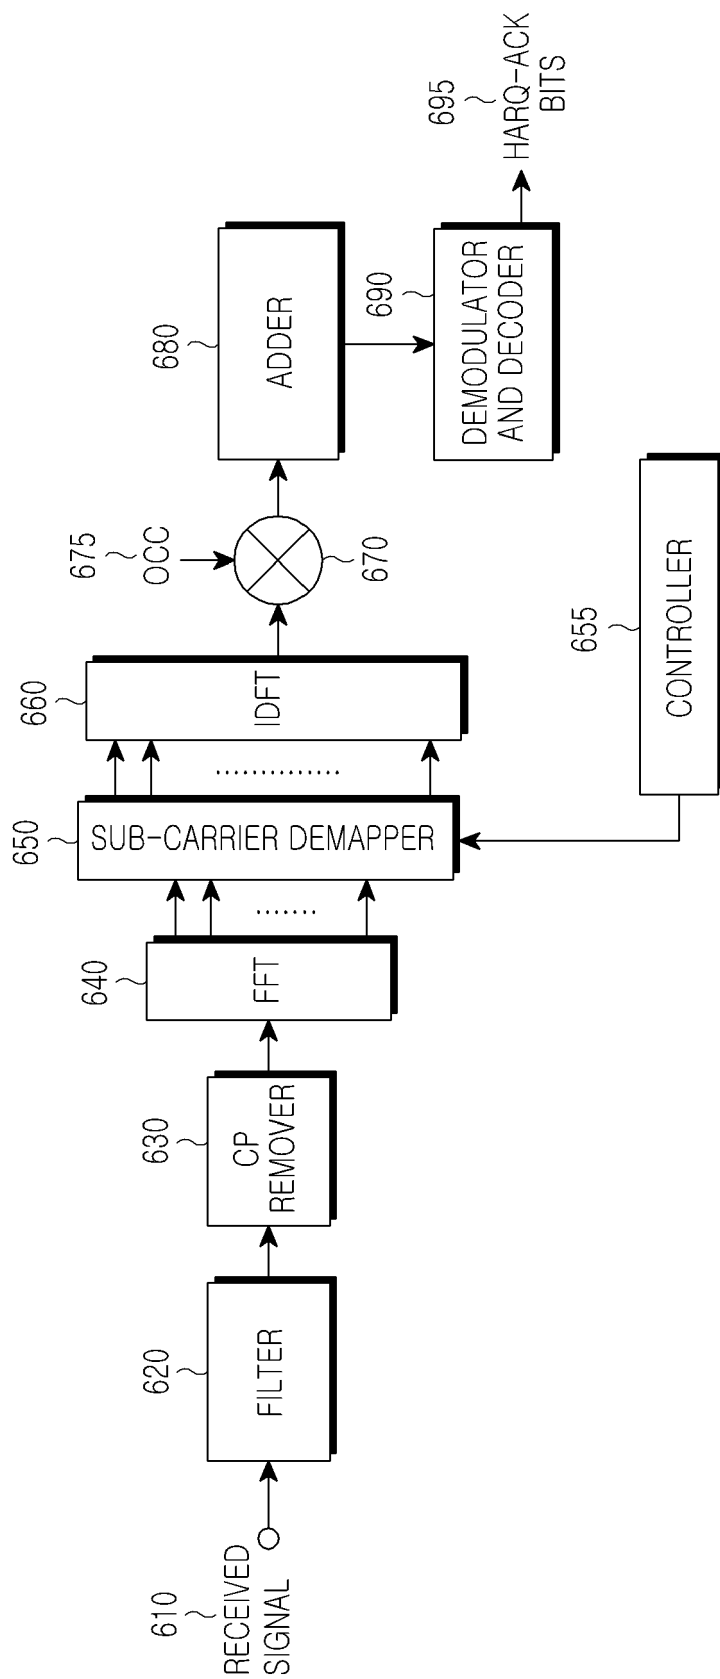 610
RECEIVED
SIGNAL
620
FILTER
630
CP
REMOVER
640
FFT
650
SUB-CARRIER DEMAPPER
660
IDFT
675
OCC
670
680
ADDER
690
DEMODULATOR
AND DECODER
695
HARQ-ACK
BITS
655
CONTROLLER